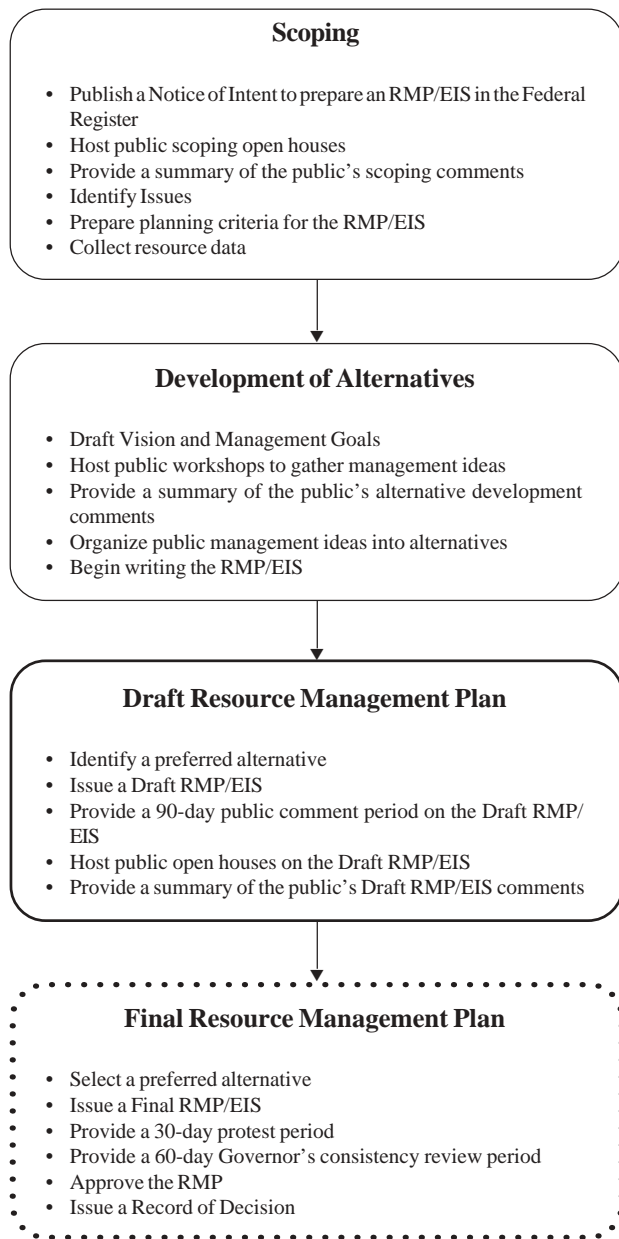 Scoping
• Publish a Notice of Intent to prepare an RMP/EIS in the Federal
Register
• Host public scoping open houses
• Provide a summary of the public's scoping comments
• Identify Issues
• Prepare planning criteria for the RMP/EIS
• Collect resource data
Development of Alternatives
• Draft Vision and Management Goals
• Host public workshops to gather management ideas
• Provide a summary of the public's alternative development
comments
• Organize public management ideas into alternatives
• Begin writing the RMP/EIS
Draft Resource Management Plan
• Identify a preferred alternative
• Issue a Draft RMP/EIS
• Provide a 90-day public comment period on the Draft RMP/
EIS
• Host public open houses on the Draft RMP/EIS
• Provide a summary of the public's Draft RMP/EIS comments
Final Resource Management Plan
• Select a preferred alternative
• Issue a Final RMP/EIS
• Provide a 30-day protest period
• Provide a 60-day Governor's consistency review period
• Approve the RMP
• Issue a Record of Decision